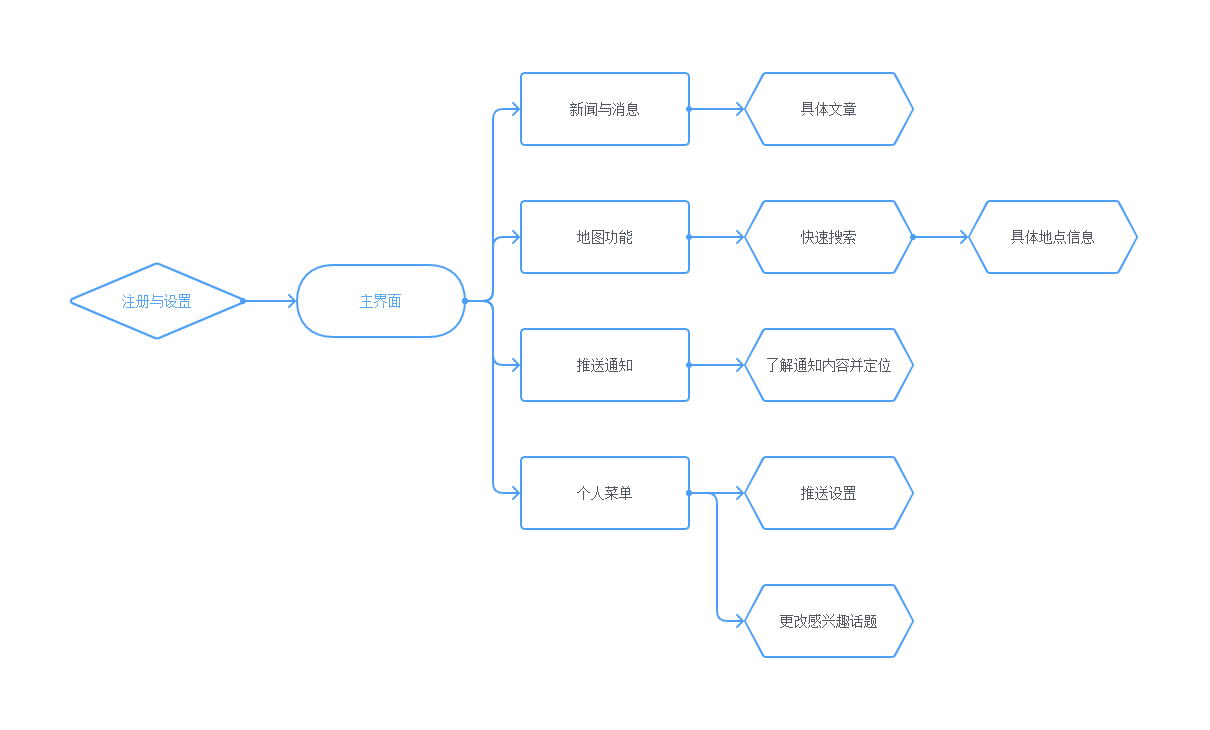 新闻与消息
具体文章
地图功能
快速搜索
具体地点信息
注册与设置
主界面
推送通知
了解通知内容并定位
个人菜单
推送设置
更改感兴趣话题